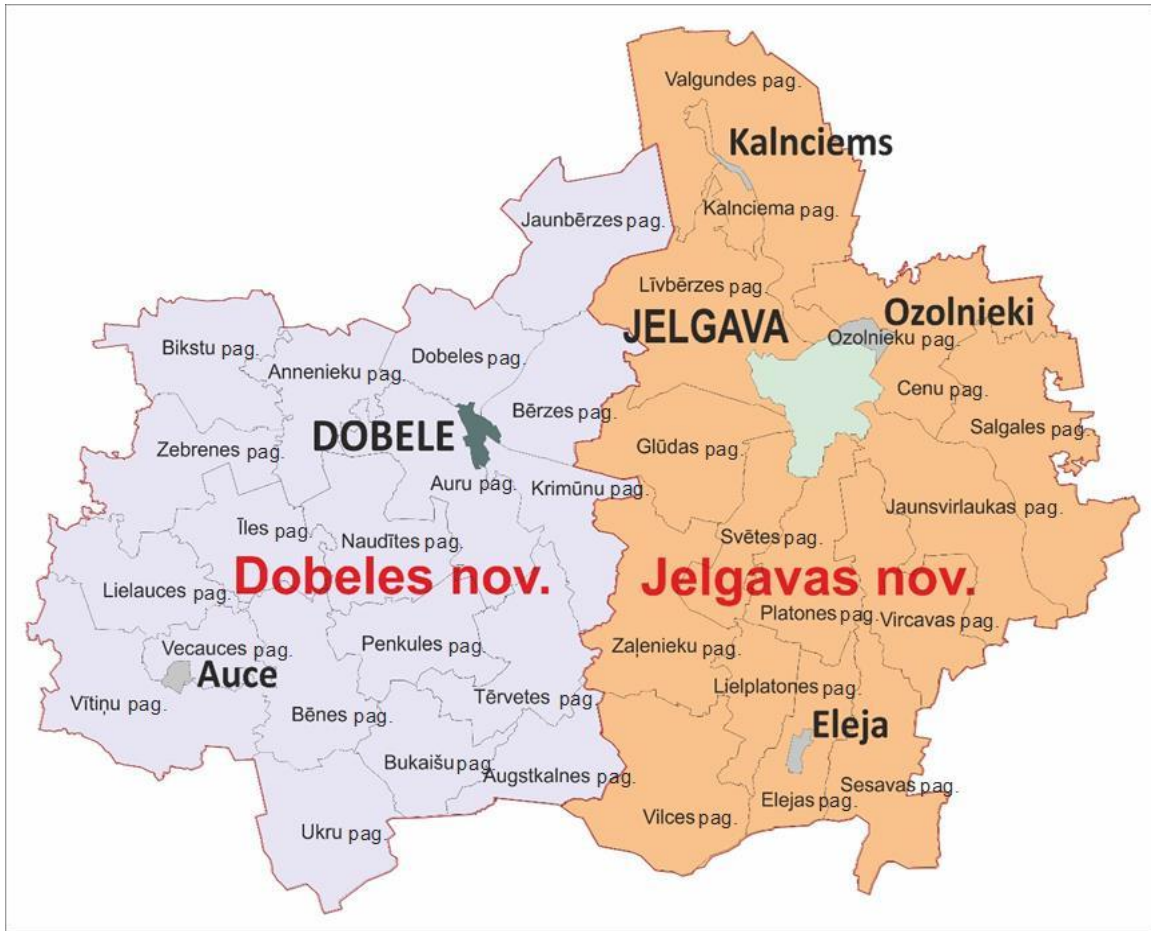 Valgundes pag.
Kalnciems
Kalnciema pag.
Jaunbērzes pag.
Līvbērzes pag.
JELGAVA
Ozolnieki
Ozolnieku pag.
Bikstu pag.
Annenieku pag.
Dobeles pag.
Cenu pag.
Bērzes pag.
Salgales pag.
DOBELE
Zebrenes pag.
Glūdas pag.
Auru pag.
Krimūnu pag.
Jaunsvirlaukas pag.
Īles pag.
Naudītes pag.
Svētes pag.
Dobeles nov.
Jelgavas nov.
Lielauces pag.
Platones pag.
Vircavas pag.
Vecauces pag.
Penkules pag.
Zaļenieku pag.
Auce
Lielplatones pag.
Vītiņu pag.
Tērvetes pag.
Bēnes pag.
Eleja
Bukaišu pag.
Augstkalnes pag.
Sesavas pag.
Elejas pag.
Vilces pag.
Ukru pag.